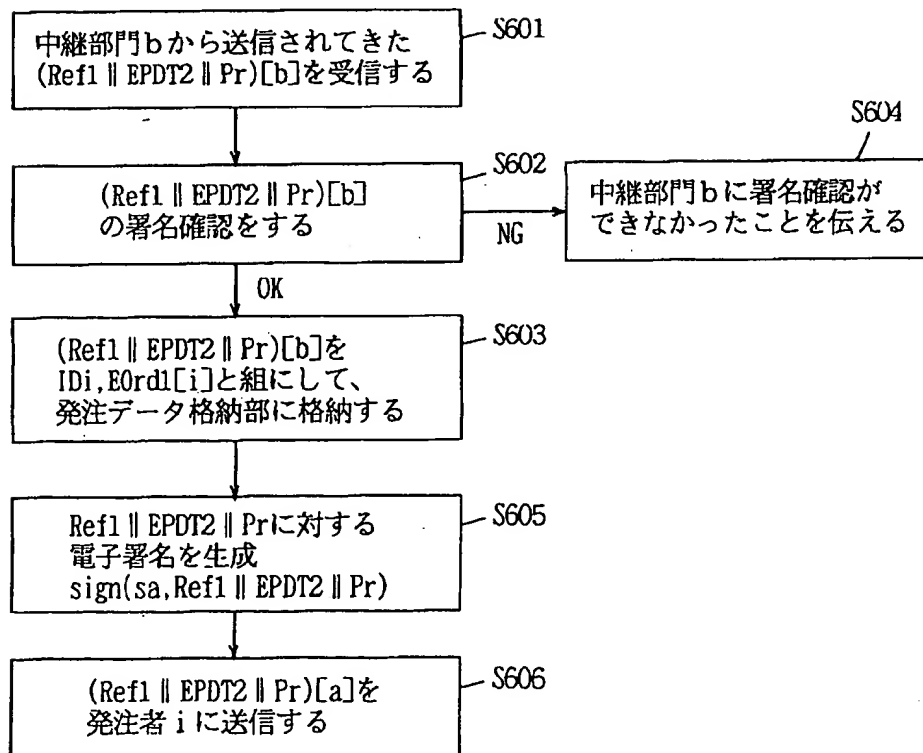 中継部門bから送信されてきた
(Ref1∥EPDT2∥Pr)[b]を受信する
S601
(Ref1∥EPDT2∥Pr)[b]
の署名確認をする
S602
NG
中継部門bに署名確認が
できなかったことを伝える
S604
OK
(Ref1∥EPDT2∥Pr)[b]を
IDi,EOrd1[i]と組にして、
発注データ格納部に格納する
S603
Ref1∥EPDT2∥Prに対する
電子署名を生成
sign(sa,Ref1∥EPDT2∥Pr)
S605
(Ref1∥EPDT2∥Pr)[a]を
発注者iに送信する
S606